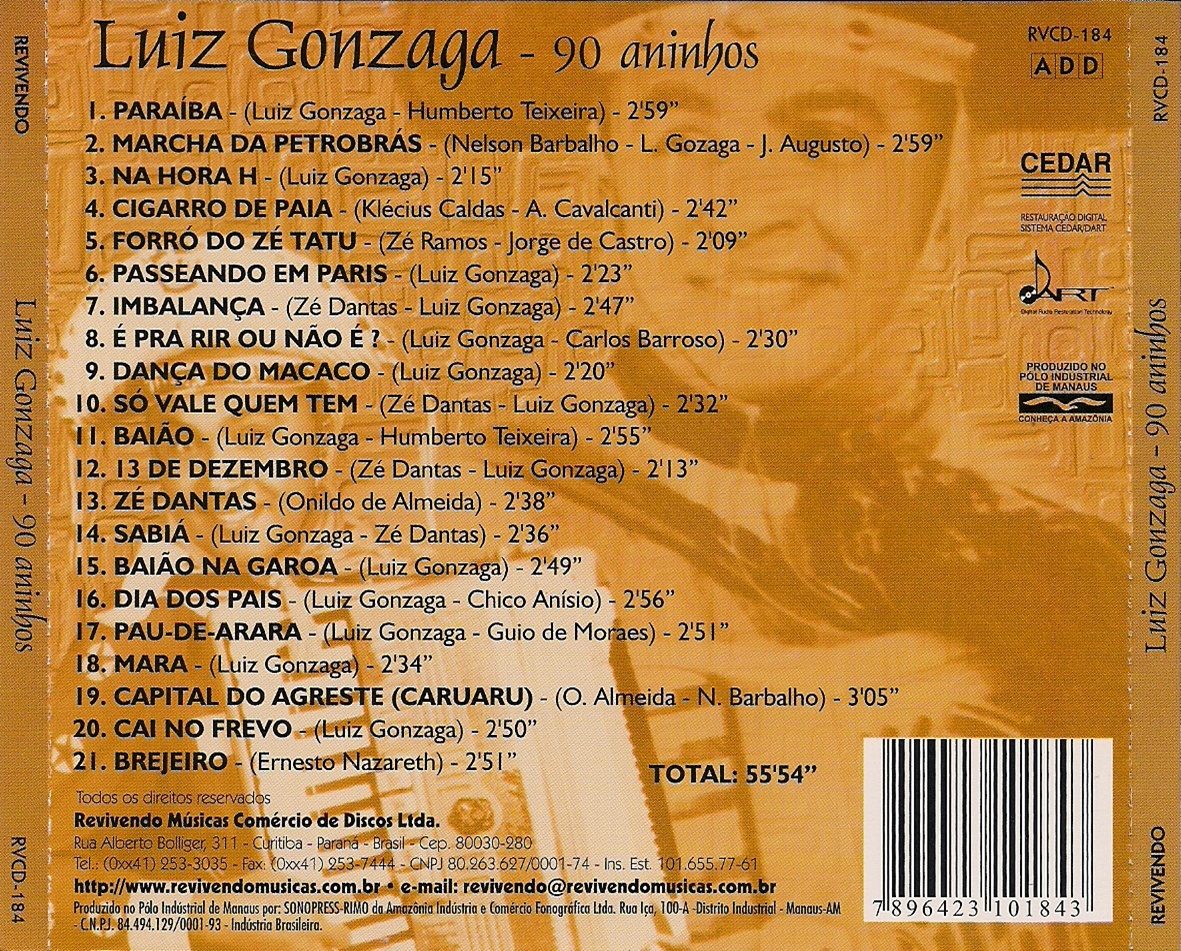 Luiz Gonzaga - 90 aninhos
1. PARAÍBA - (Luiz Gonzaga - Humberto Teixeira) - 2'59”
2. MARCHA DA PETROBRÁS - (Nelson Barbalho - L. Gozaga - J. Augusto) - 2'59”
3. NA HORA H - (Luiz Gonzaga) - 2'15”
4. CIGARRO DE PAIA - (Klécius Caldas - A. Cavalcanti) - 2'42”
5. FORRÓ DO ZÉ TATU - (Zé Ramos - Jorge de Castro) - 2'09”
6. PASSEANDO EM PARIS - (Luiz Gonzaga) - 2'23”
7. IMBALANÇA - (Zé Dantas - Luiz Gonzaga) - 2'47”
8. É PRA RIR OU NÃO É ? - (Luiz Gonzaga - Carlos Barroso) - 2'30”
9. DANÇA DO MACACO - (Luiz Gonzaga) - 2'20”
10. SÓ VALE QUEM TEM - (Zé Dantas - Luiz Gonzaga) - 2'32”
11. BAIÃO - (Luiz Gonzaga - Humberto Teixeira) - 2'55”
12. 13 DE DEZEMBRO - (Zé Dantas - Luiz Gonzaga) - 2'13”
13. ZÉ DANTAS - (Onildo de Almeida) - 2'38”
14. SABIÁ - (Luiz Gonzaga - Zé Dantas) - 2'36”
15. BAIÃO NA GAROA - (Luiz Gonzaga) - 2'49”
16. DIA DOS PAIS - (Luiz Gonzaga - Chico Anísio) - 2'56”
17. PAU-DE-ARARA - (Luiz Gonzaga - Guio de Moraes) - 2'51”
18. MARA - (Luiz Gonzaga) - 2'34”
19. CAPITAL DO AGRESTE (CARUARU) - (O. Almeida - N. Barbalho) - 3'05”
20. CAI NO FREVO - (Luiz Gonzaga) - 2'50”
21. BREJEIRO - (Ernesto Nazareth) - 2'51”
TOTAL: 55'54”
Todos os direitos reservados
Revivendo Músicas Comércio de Discos Ltda.
Rua Alberto Bolliger, 311 - Curitiba - Paraná - Brasil - Cep. 80030-280
Tel.: (0xx41) 253-3035 - Fax: (0xx41) 253-7444 - CNPJ 80.263.627/0001-74 - Ins. Est. 101.655.77-61
http://www.revivendomusicas.com.br • e-mail: revivendo@revivendomusicas.com.br
Produzido no Pólo Indústrial de Manaus por: SONOPRESS-RIMO da Amazônia Indústria e Comércio Fonográfica Ltda. Rua Iça, 100-A -Distrito Industrial - Manaus-AM
- C.N.P.J. 84.494.129/0001-93 - Indústria Brasileira.
RVCD-184
ADD
CEDAR
RESTAURAÇÃO DIGITAL
SISTEMA CEDAR/DART
DART
Digital Audio Restoration Technology
PRODUZIDO NO
PÓLO INDUSTRIAL
DE MANAUS
CONHEÇA A AMAZÔNIA
7 896423 101843
REVIVENDO
Luiz Gonzaga - 90 aninhos
RVCD-184
RVCD-184
Luiz Gonzaga - 90 aninhos
REVIVENDO